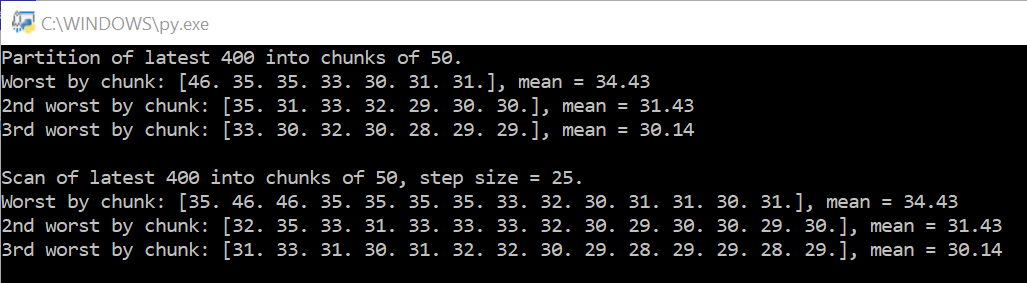 C:\WINDOWS\py.exe
Partition of latest 400 into chunks of 50.
Worst by chunk: [46. 35. 35. 33. 30. 31. 31.], mean = 34.43
2nd worst by chunk: [35. 31. 33. 32. 29. 30. 30.], mean = 31.43
3rd worst by chunk: [33. 30. 32. 30. 28. 29. 29.], mean = 30.14
Scan of latest 400 into chunks of 50, step size = 25.
Worst by chunk: [35. 46. 46. 35. 35. 35. 35. 33. 32. 30. 31. 31. 30. 31.], mean = 34.43
2nd worst by chunk: [32. 35. 33. 31. 33. 33. 33. 32. 30. 29. 30. 30. 29. 30.], mean = 31.43
3rd worst by chunk: [31. 33. 31. 30. 31. 32. 32. 30. 29. 28. 29. 29. 28. 29.], mean = 30.14